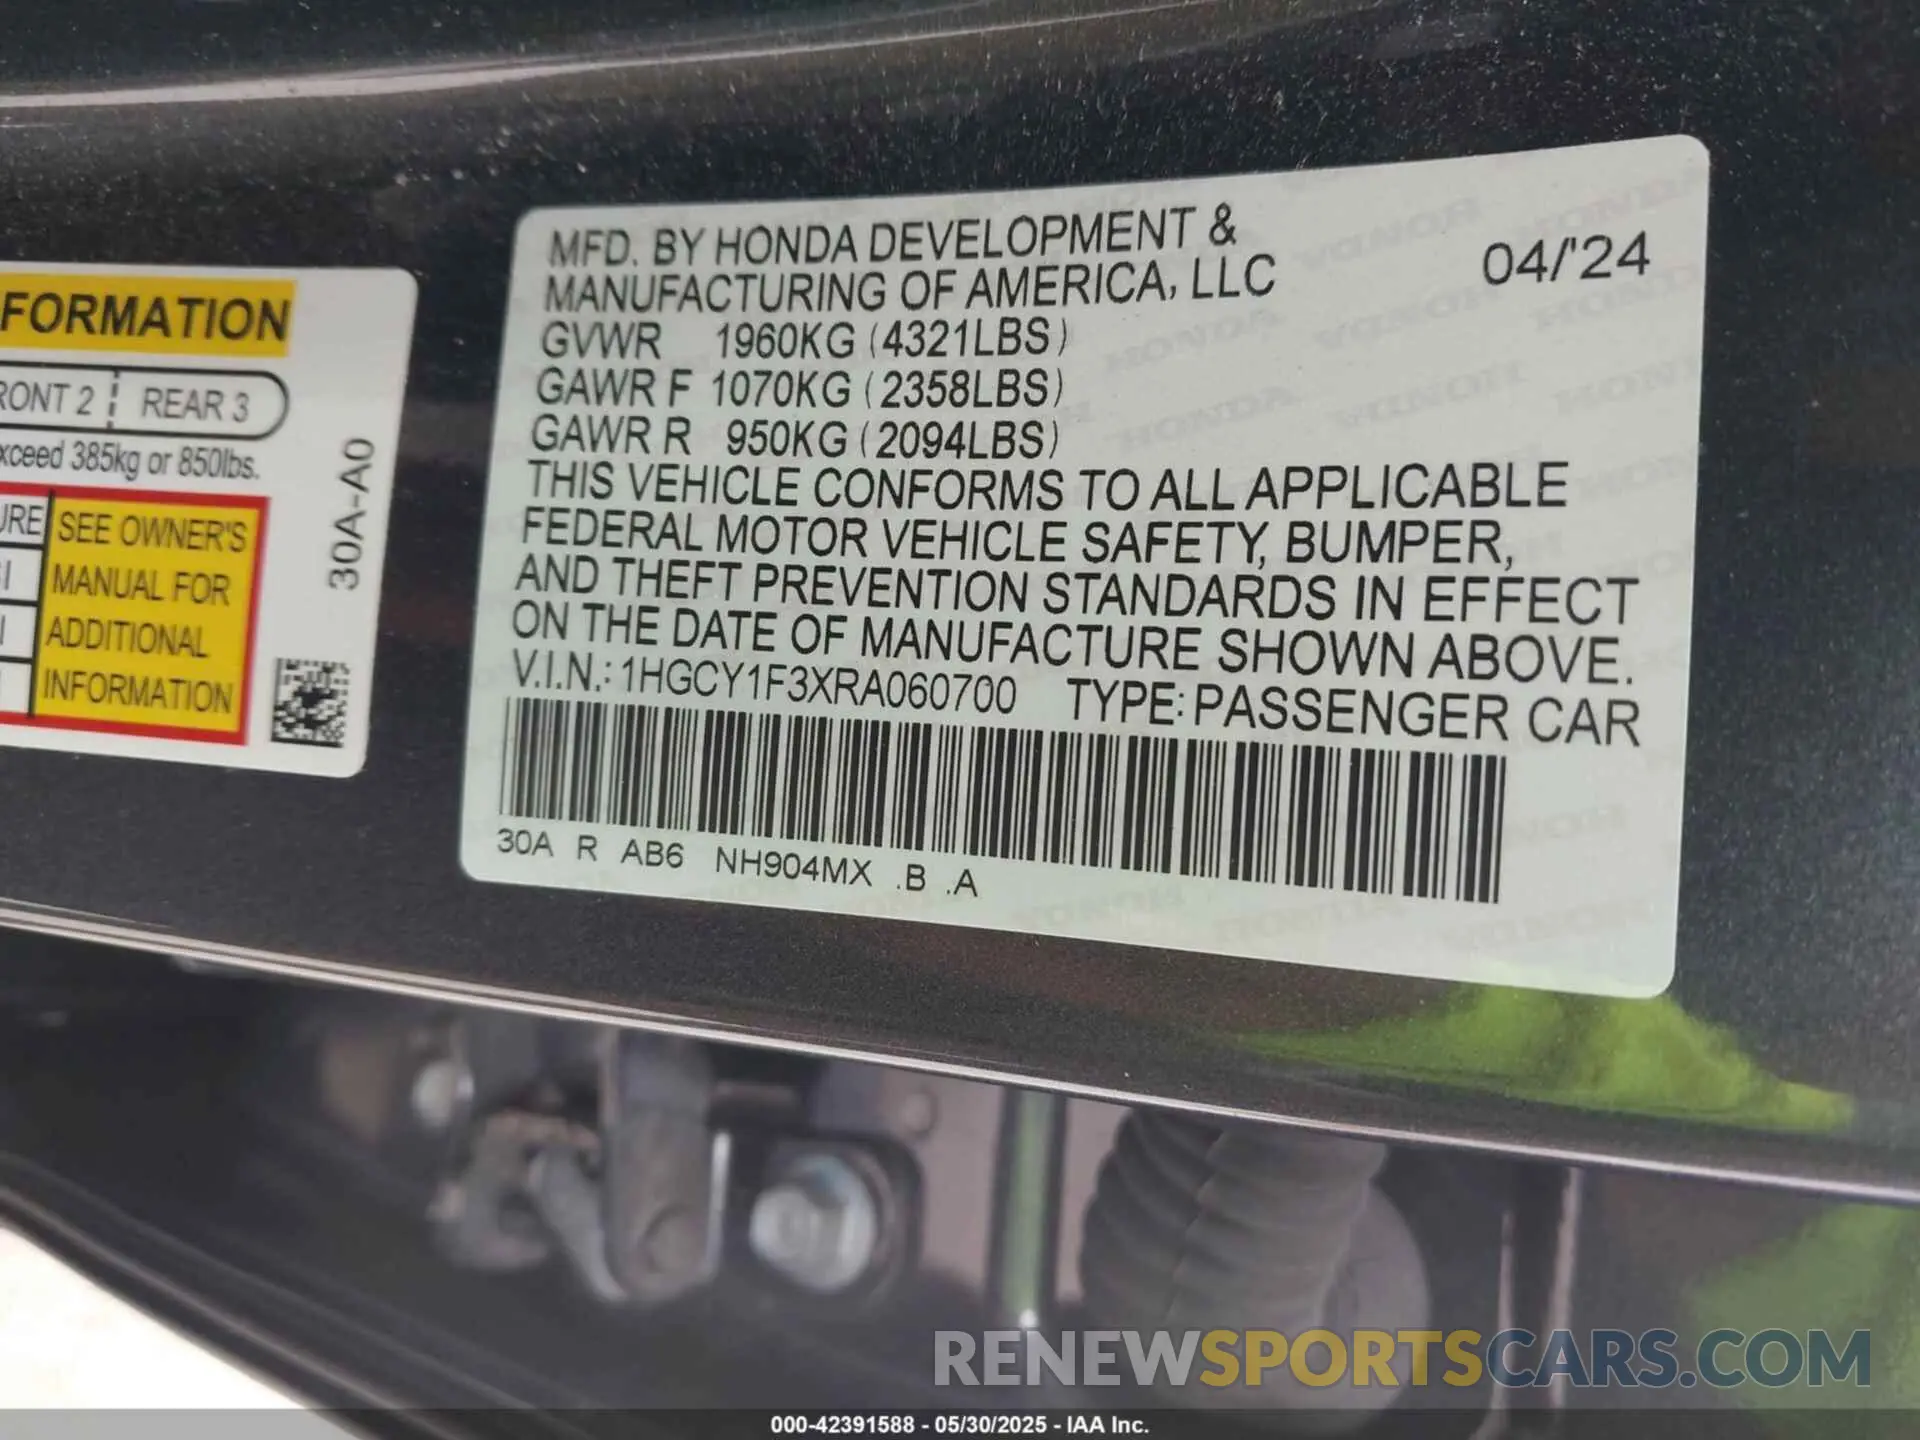 FORMATION
RONT 2 REAR 3
xceed 385kg or 850lbs.
URE SEE OWNER'S
MANUAL FOR
ADDITIONAL
INFORMATION
30A-A0
MFD. BY HONDA DEVELOPMENT &
MANUFACTURING OF AMERICA, LLC
04/'24
GVWR 1960KG (4321LBS)
GAWR F 1070KG (2358LBS)
GAWR R 950KG (2094LBS)
THIS VEHICLE CONFORMS TO ALL APPLICABLE
FEDERAL MOTOR VEHICLE SAFETY, BUMPER,
AND THEFT PREVENTION STANDARDS IN EFFECT
ON THE DATE OF MANUFACTURE SHOWN ABOVE.
V.I.N.: 1HGCY1F3XRA060700 TYPE: PASSENGER CAR
30A R AB6 NH904MX .B .A
RENEWSPORTSCARS.COM
000-42391588 - 05/30/2025 - IAA Inc.